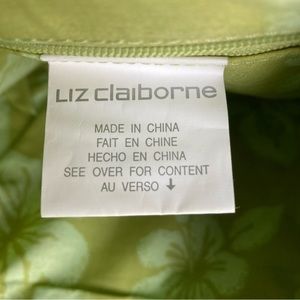 LIZ claiborne
MADE IN CHINA
FAIT EN CHINE
HECHO EN CHINA
SEE OVER FOR CONTENT
AU VERSO ↓